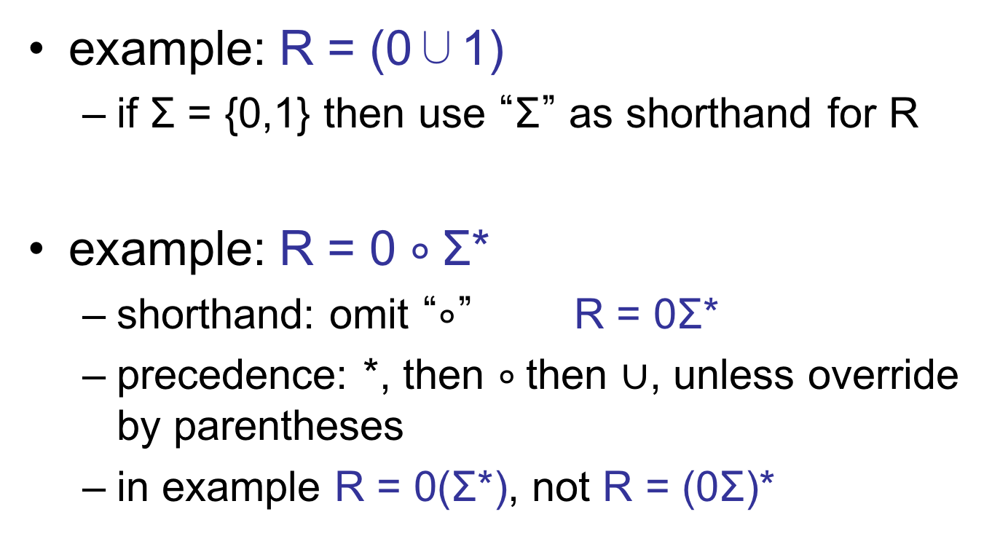 • example: R = (0 ∪ 1)
– if Σ = {0,1} then use “Σ” as shorthand for R
• example: R = 0 ∘ Σ*
– shorthand: omit “∘” R = 0Σ*
– precedence: *, then ∘ then ∪, unless override
by parentheses
– in example R = 0(Σ*), not R = (0Σ)*